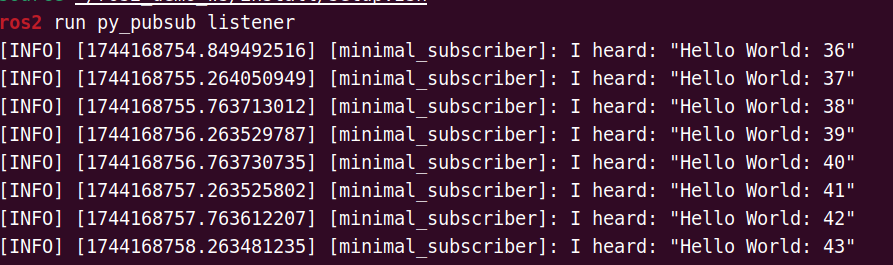 ros2 run py_pubsub listener
[INFO] [1744168754.849492516] [minimal_subscriber]: I heard: "Hello World: 36"
[INFO] [1744168755.264050949] [minimal_subscriber]: I heard: "Hello World: 37"
[INFO] [1744168755.763713012] [minimal_subscriber]: I heard: "Hello World: 38"
[INFO] [1744168756.263529787] [minimal_subscriber]: I heard: "Hello World: 39"
[INFO] [1744168756.763730735] [minimal_subscriber]: I heard: "Hello World: 40"
[INFO] [1744168757.263525802] [minimal_subscriber]: I heard: "Hello World: 41"
[INFO] [1744168757.763612207] [minimal_subscriber]: I heard: "Hello World: 42"
[INFO] [1744168758.263481235] [minimal_subscriber]: I heard: "Hello World: 43"